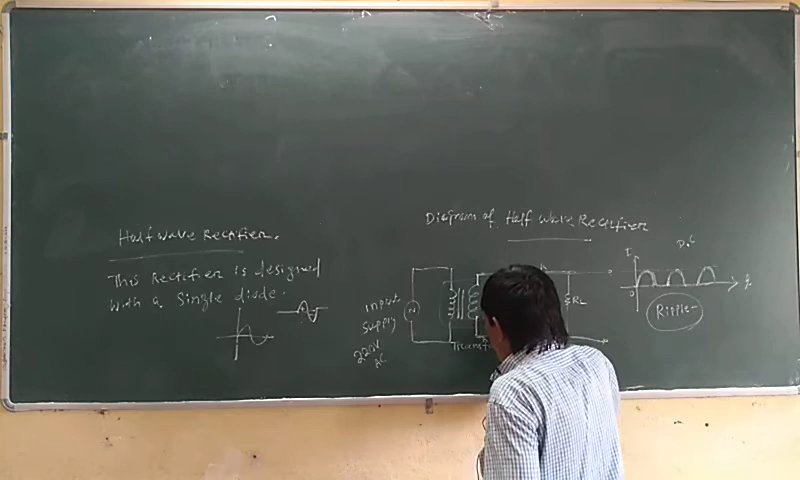 Half wave Rectifier.
This Rectifier is designed
with a single diode.
Diagram of Half wave Rectifier
Input
supply
220V
AC
N
RL
I
D.C
0
Ripple